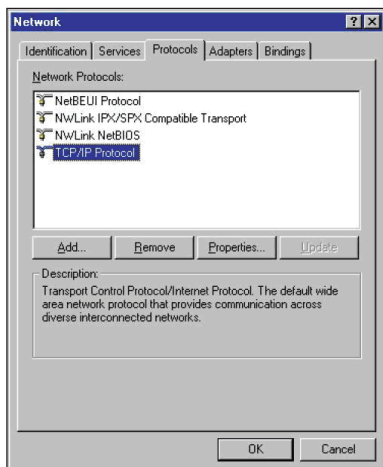 Network
Identification Services Protocols Adapters Bindings
Network Protocols:
NetBEUI Protocol
NWLink IPX/SPX Compatible Transport
NWLink NetBIOS
TCP/IP Protocol
Add... Remove Properties... Update
Description:
Transport Control Protocol/Internet Protocol. The default wide
area network protocol that provides communication across
diverse interconnected networks.
OK Cancel